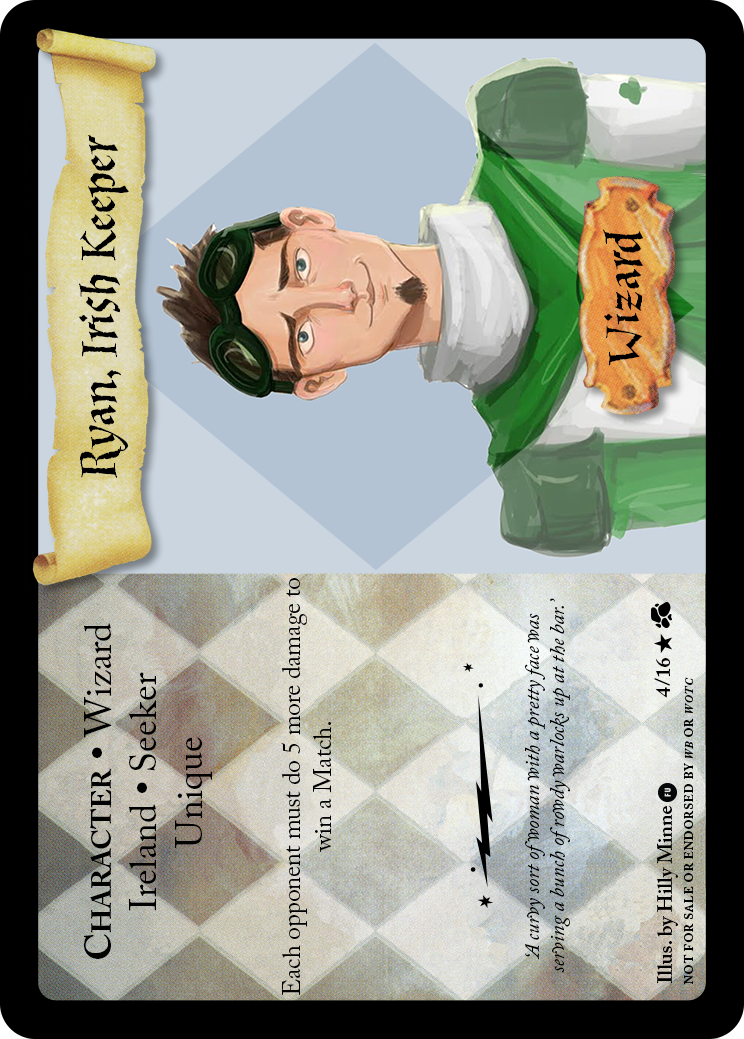 Ryan, Irish Keeper
Wizard
CHARACTER • Wizard
Ireland • Seeker
Unique
Each opponent must do 5 more damage to
win a Match.
‘A curvy sort of woman with a pretty face was
serving a bunch of rowdy warlocks up at the bar.’
Illus. by Hilly Minne FU 4/16 ★
NOT FOR SALE OR ENDORSED BY WB OR WOTC